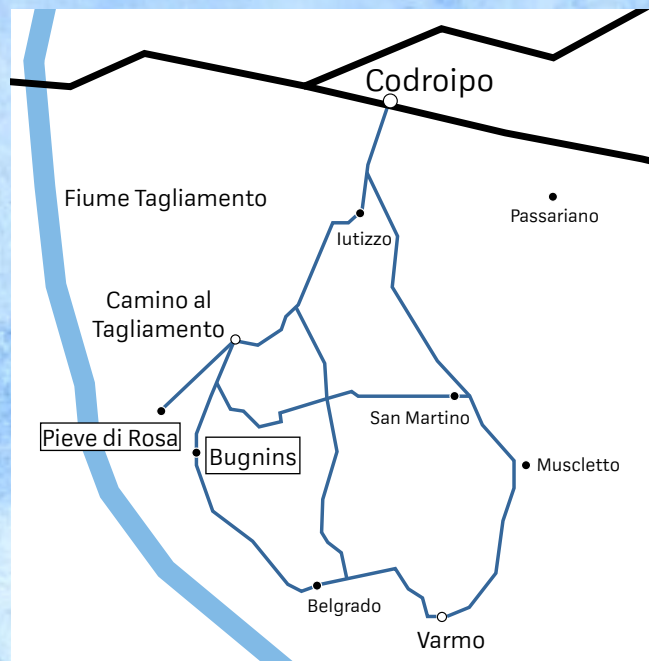 Codroipo
Fiume Tagliamento
Passariano
Iutizzo
Camino al
Tagliamento
San Martino
Pieve di Rosa
Bugnins
Muscletto
Belgrado
Varmo